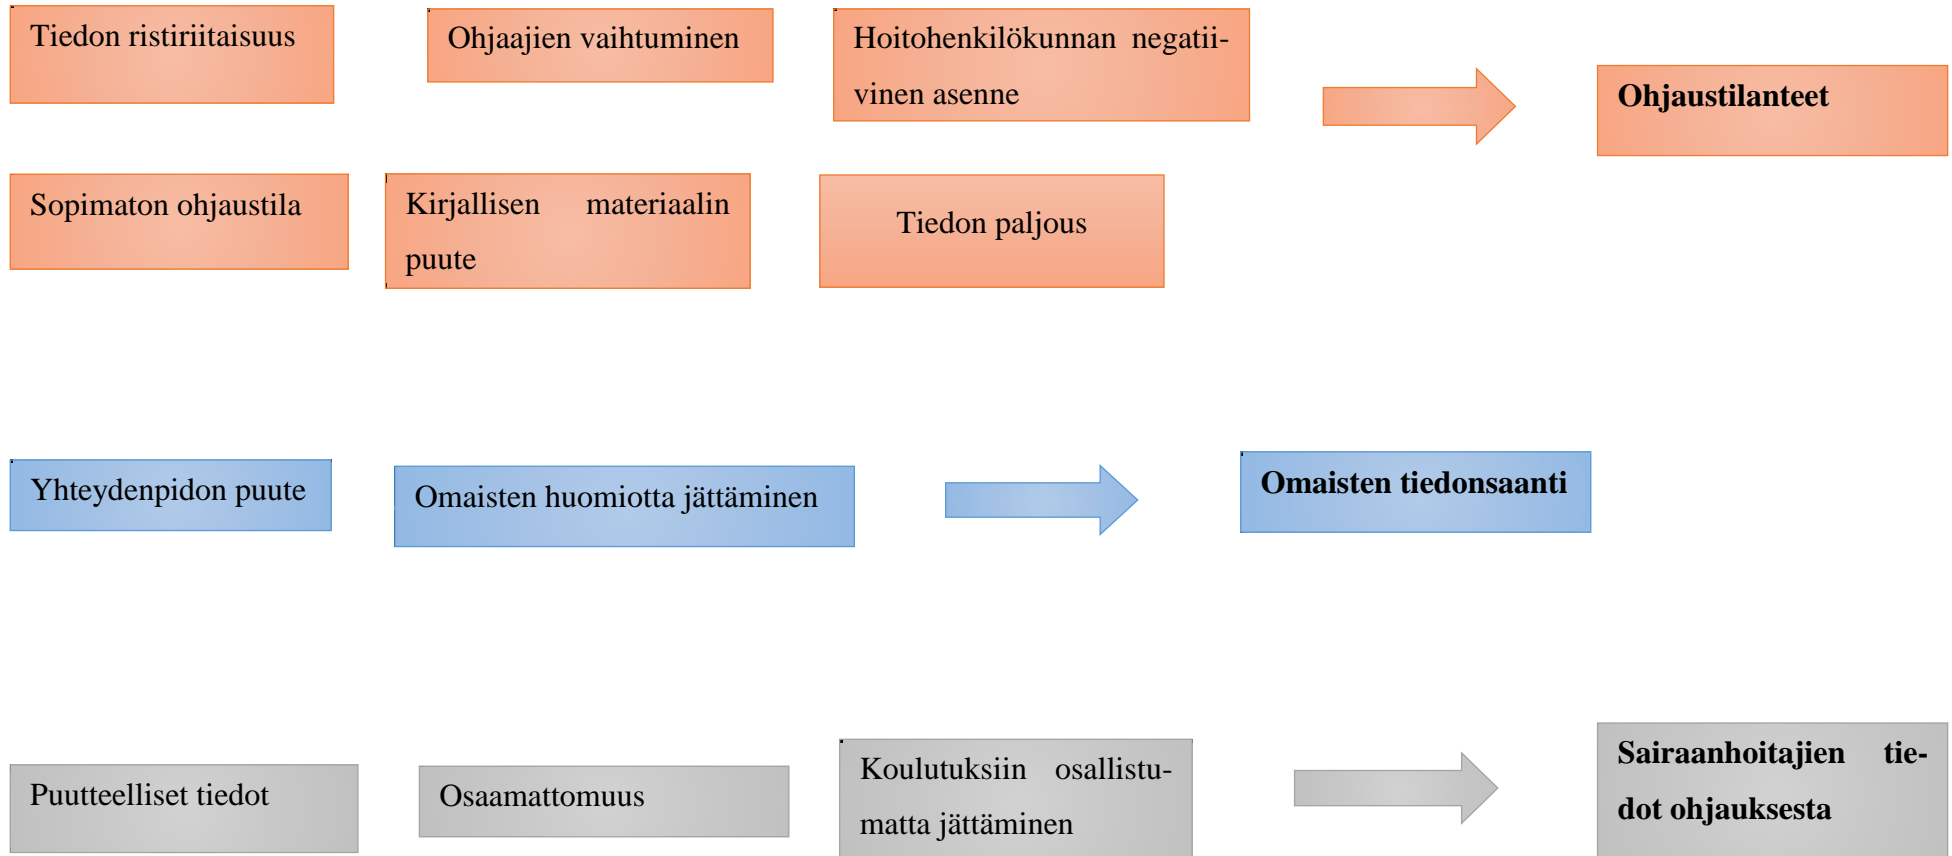 Tiedon ristiriitaisuus
Ohjaajien vaihtuminen
Hoitohenkilökunnan negatii-
vinen asenne
Ohjaustilanteet
Sopimaton ohjaustila
Kirjallisen materiaalin
puute
Tiedon paljous
Yhteydenpidon puute
Omaisten huomiotta jättäminen
Omaisten tiedonsaanti
Puutteelliset tiedot
Osaamattomuus
Koulutuksiin osallistu-
matta jättäminen
Sairaanhoitajien tie-
dot ohjauksesta